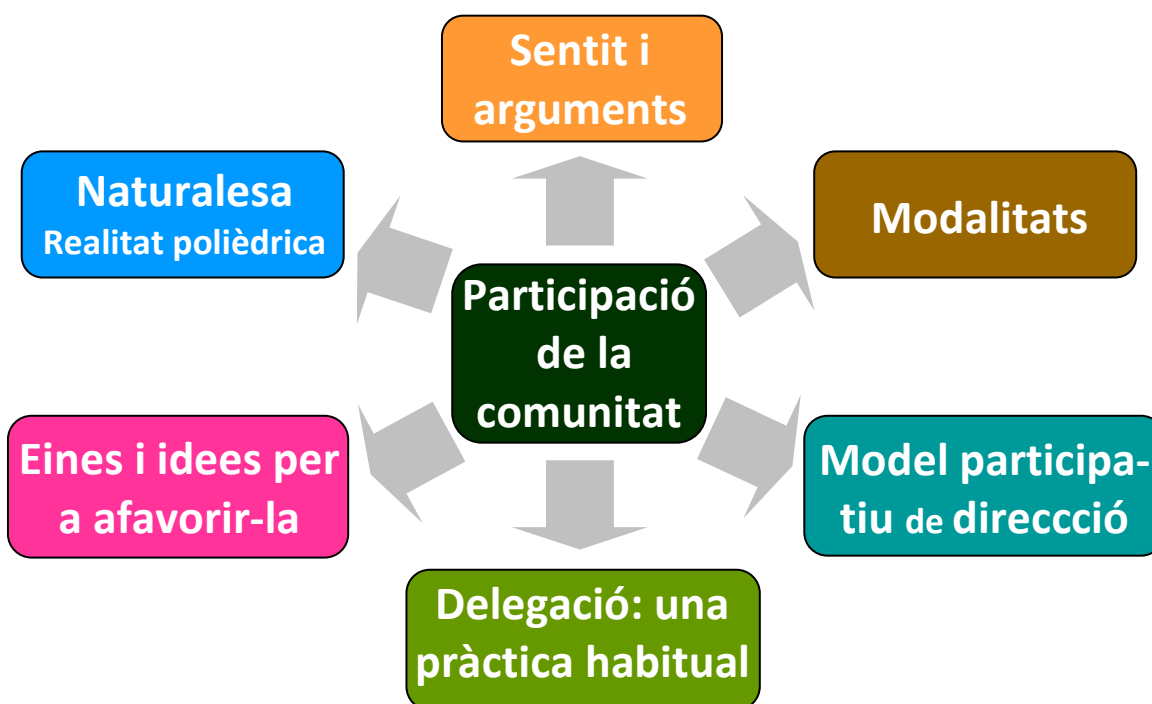 Sentit i
arguments
Naturalesa
Realitat polièdrica
Modalitats
Participació
de la
comunitat
Eines i idees per
a afavorir-la
Model participa-
tiu de direccció
Delegació: una
pràctica habitual